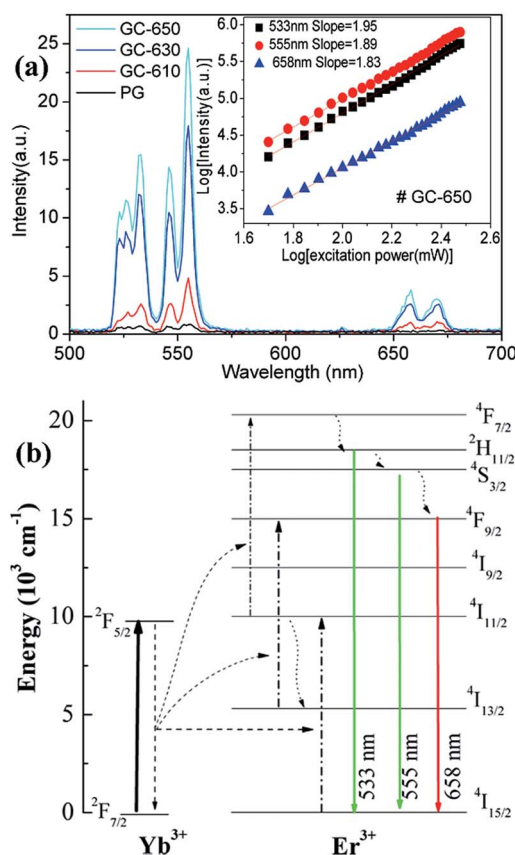 (a)
GC-650
GC-630
GC-610
PG
Intensity(a.u.)
25
20
15
10
5
0
500
550
600
650
700
Wavelength (nm)
533nm Slope=1.95
555nm Slope=1.89
658nm Slope=1.83
# GC-650
Log[Intensity(a.u.)]
6.0
5.5
5.0
4.5
4.0
3.5
1.6
1.8
2.0
2.2
2.4
2.6
Log[excitation power(mW)]
(b)
Energy (10³ cm⁻¹)
20
15
10
5
0
²F₅/₂
²F₇/₂
Yb³⁺
⁴F₇/₂
²H₁₁/₂
⁴S₃/₂
⁴F₉/₂
⁴I₉/₂
⁴I₁₁/₂
⁴I₁₃/₂
⁴I₁₅/₂
533 nm
555 nm
658 nm
Er³⁺